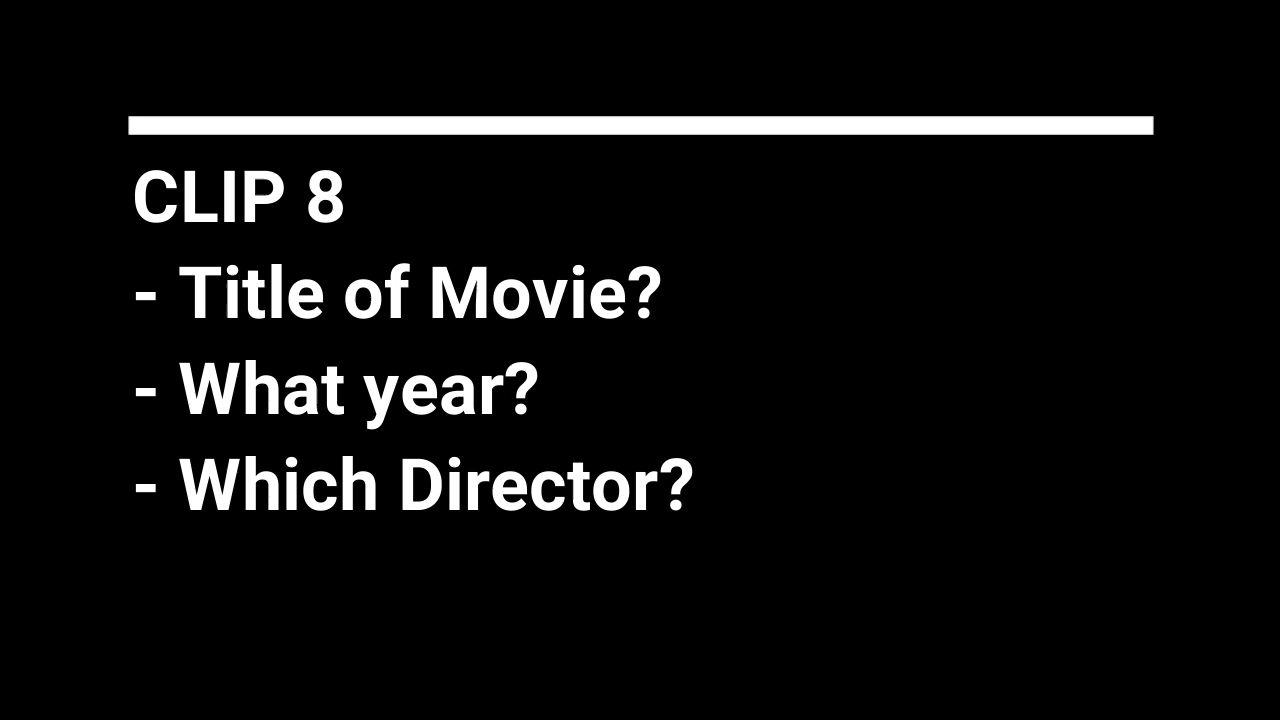 CLIP 8
- Title of Movie?
- What year?
- Which Director?